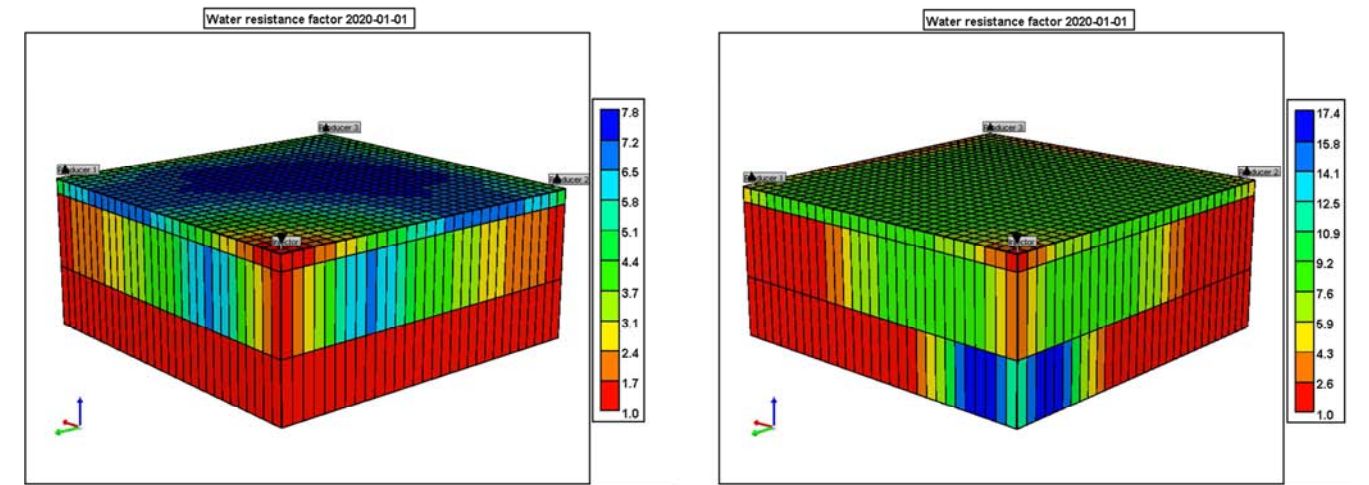 Water resistance factor 2020-01-01
Producer 3
Producer 1
Producer 2
Injector
7.8
7.2
6.5
5.8
5.1
4.4
3.7
3.1
2.4
1.7
1.0
Water resistance factor 2020-01-01
Producer 3
Producer 1
Producer 2
Injector
17.4
15.8
14.1
12.5
10.9
9.2
7.6
5.9
4.3
2.6
1.0